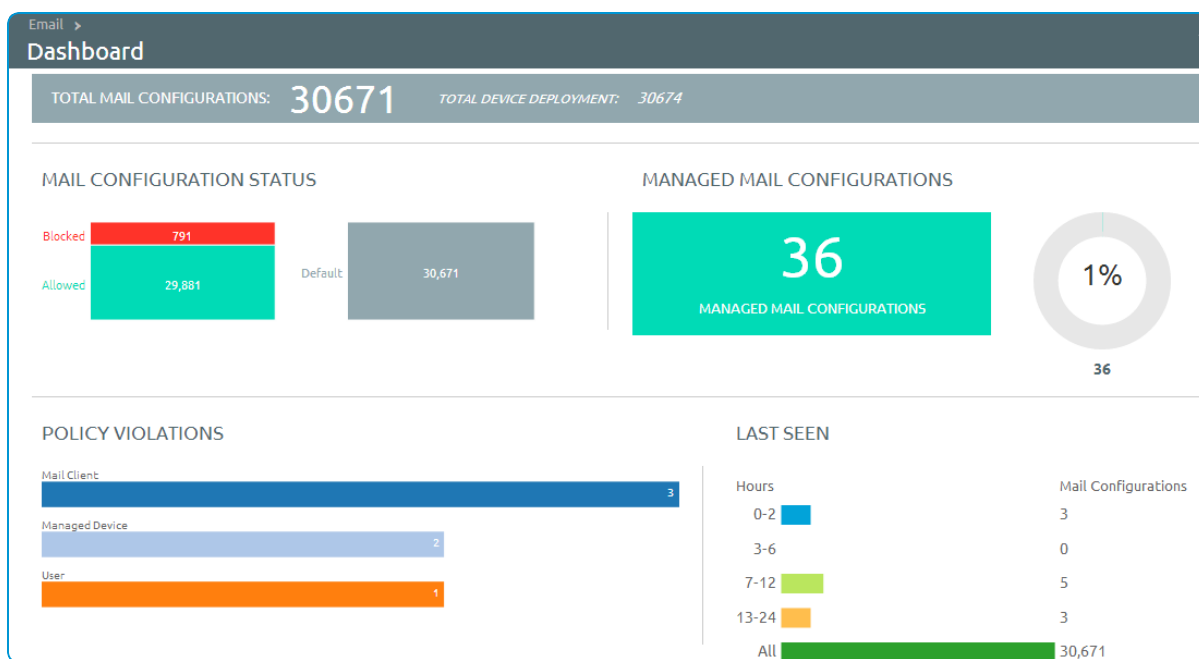 Email >
Dashboard
TOTAL MAIL CONFIGURATIONS: 30671 TOTAL DEVICE DEPLOYMENT: 30674
MAIL CONFIGURATION STATUS
Blocked 791
Allowed 29,881
Default 30,671
MANAGED MAIL CONFIGURATIONS
36
MANAGED MAIL CONFIGURATIONS
1%
36
POLICY VIOLATIONS
Mail Client
3
Managed Device
2
User
1
LAST SEEN
Hours Mail Configurations
0-2 3
3-6 0
7-12 5
13-24 3
All 30,671